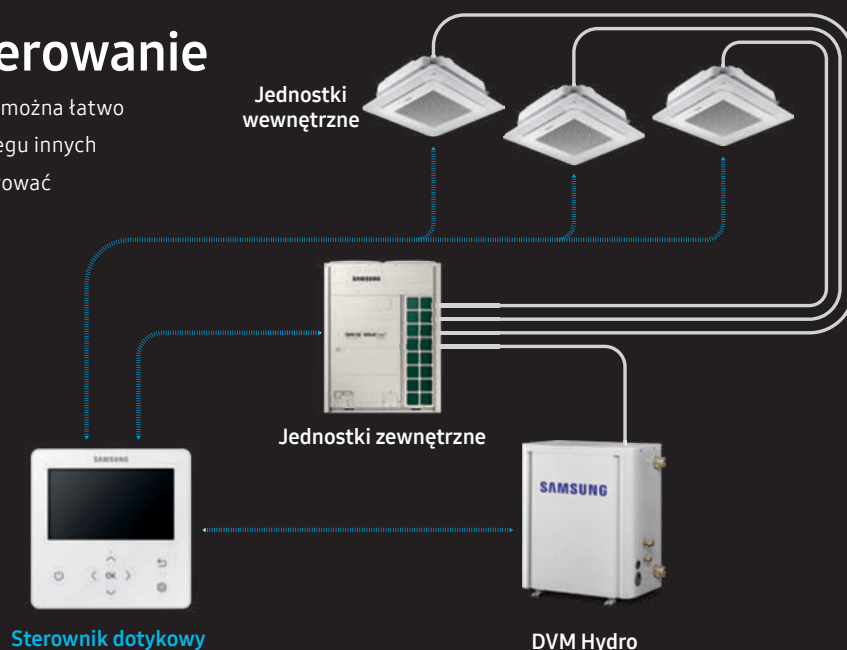 erowanie
można łatwo
egu innych
ować
Jednostki
wewnętrzne
SAMSUNG
Jednostki zewnętrzne
SAMSUNG
OK
SAMSUNG
Sterownik dotykowy
DVM Hydro